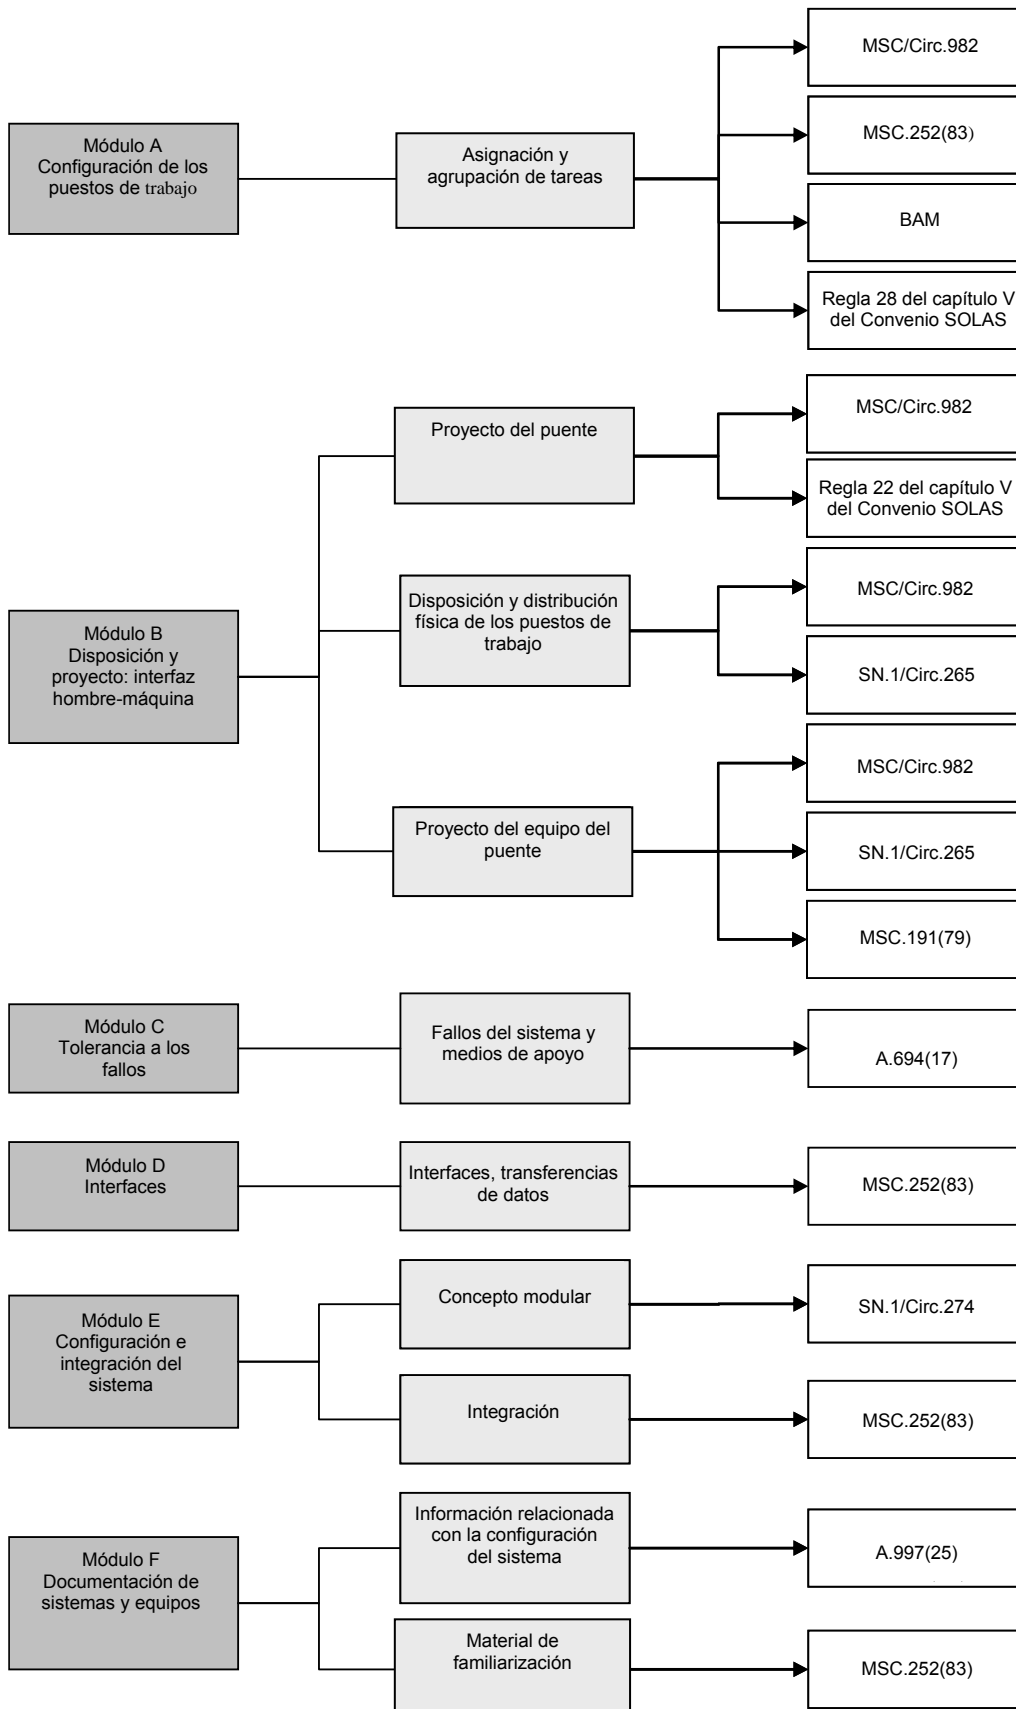 Módulo A
Configuración de los
puestos de trabajo
Asignación y
agrupación de tareas
MSC/Circ.982
MSC.252(83)
BAM
Regla 28 del capítulo V
del Convenio SOLAS
Módulo B
Disposición y
proyecto: interfaz
hombre-máquina
Proyecto del puente
MSC/Circ.982
Regla 22 del capítulo V
del Convenio SOLAS
Disposición y distribución
física de los puestos de
trabajo
MSC/Circ.982
SN.1/Circ.265
Proyecto del equipo del
puente
MSC/Circ.982
SN.1/Circ.265
MSC.191(79)
Módulo C
Tolerancia a los
fallos
Fallos del sistema y
medios de apoyo
A.694(17)
Módulo D
Interfaces
Interfaces, transferencias
de datos
MSC.252(83)
Módulo E
Configuración e
integración del
sistema
Concepto modular
SN.1/Circ.274
Integración
MSC.252(83)
Módulo F
Documentación de
sistemas y equipos
Información relacionada
con la configuración
del sistema
A.997(25)
Material de
familiarización
MSC.252(83)